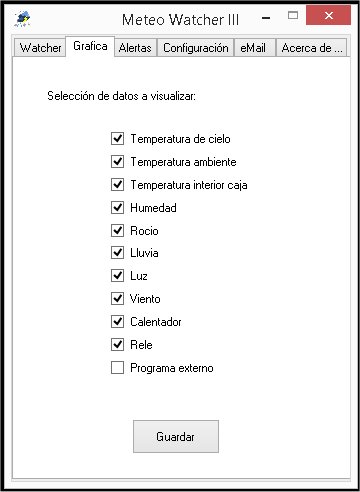 Meteo Watcher III
Watcher Grafica Alertas Configuración eMail Acerca de ...
Selección de datos a visualizar:
Temperatura de cielo
Temperatura ambiente
Temperatura interior caja
Humedad
Rocio
Lluvia
Luz
Viento
Calentador
Rele
Programa externo
Guardar